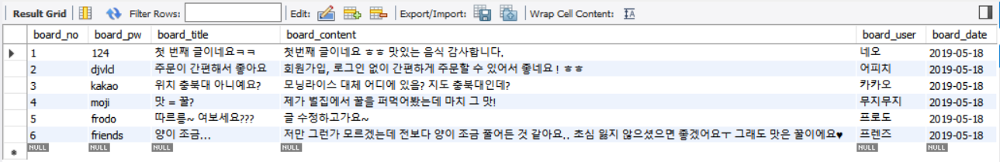 Result Grid Filter Rows: Edit: Export/Import: Wrap Cell Content: IA
board_no board_pw board_title board_content board_user board_date
1 124 첫 번째 글이네요ㅋㅋ 첫번째 글이네요 ㅎㅎ 맛있는 음식 감사합니다. 네오 2019-05-18
2 djvlcl 주문이 간편해서 좋아요 회원가입, 로그인 없이 간편하게 주문할 수 있어서 좋네요 ! ㅎㅎ 어피치 2019-05-18
3 kakao 위치 충북대 아니예요? 모닝라이스 대체 어디에 있음? 지도 충북대인데? 카카오 2019-05-18
4 moji 맛 = 꿀? 제가 벌집에서 꿀을 퍼먹어봤는데 마치 그 맛! 무지무지 2019-05-18
5 frodo 따르릉~ 여보세요??? 글 수정하고가요~ 프로도 2019-05-18
6 friends 양이 조금... 저만 그런가 모르겠는데 전보다 양이 조금 줄어든 것 같아요.. 초심 잃지 않으셨으면 좋겠어요ㅜ 그래도 맛은 꿀이에요♥ 프렌즈 2019-05-18
NULL NULL NULL NULL NULL NULL